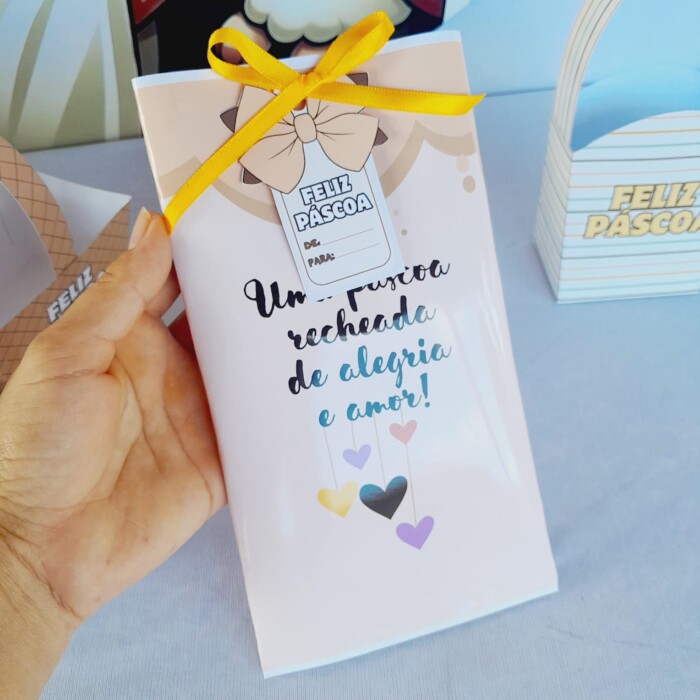 FELIZ
PÁSCOA
DE:
PARA:
Uma páscoa
recheada
de alegria
e amor!
FELIZ
PÁSCOA
FELIZ